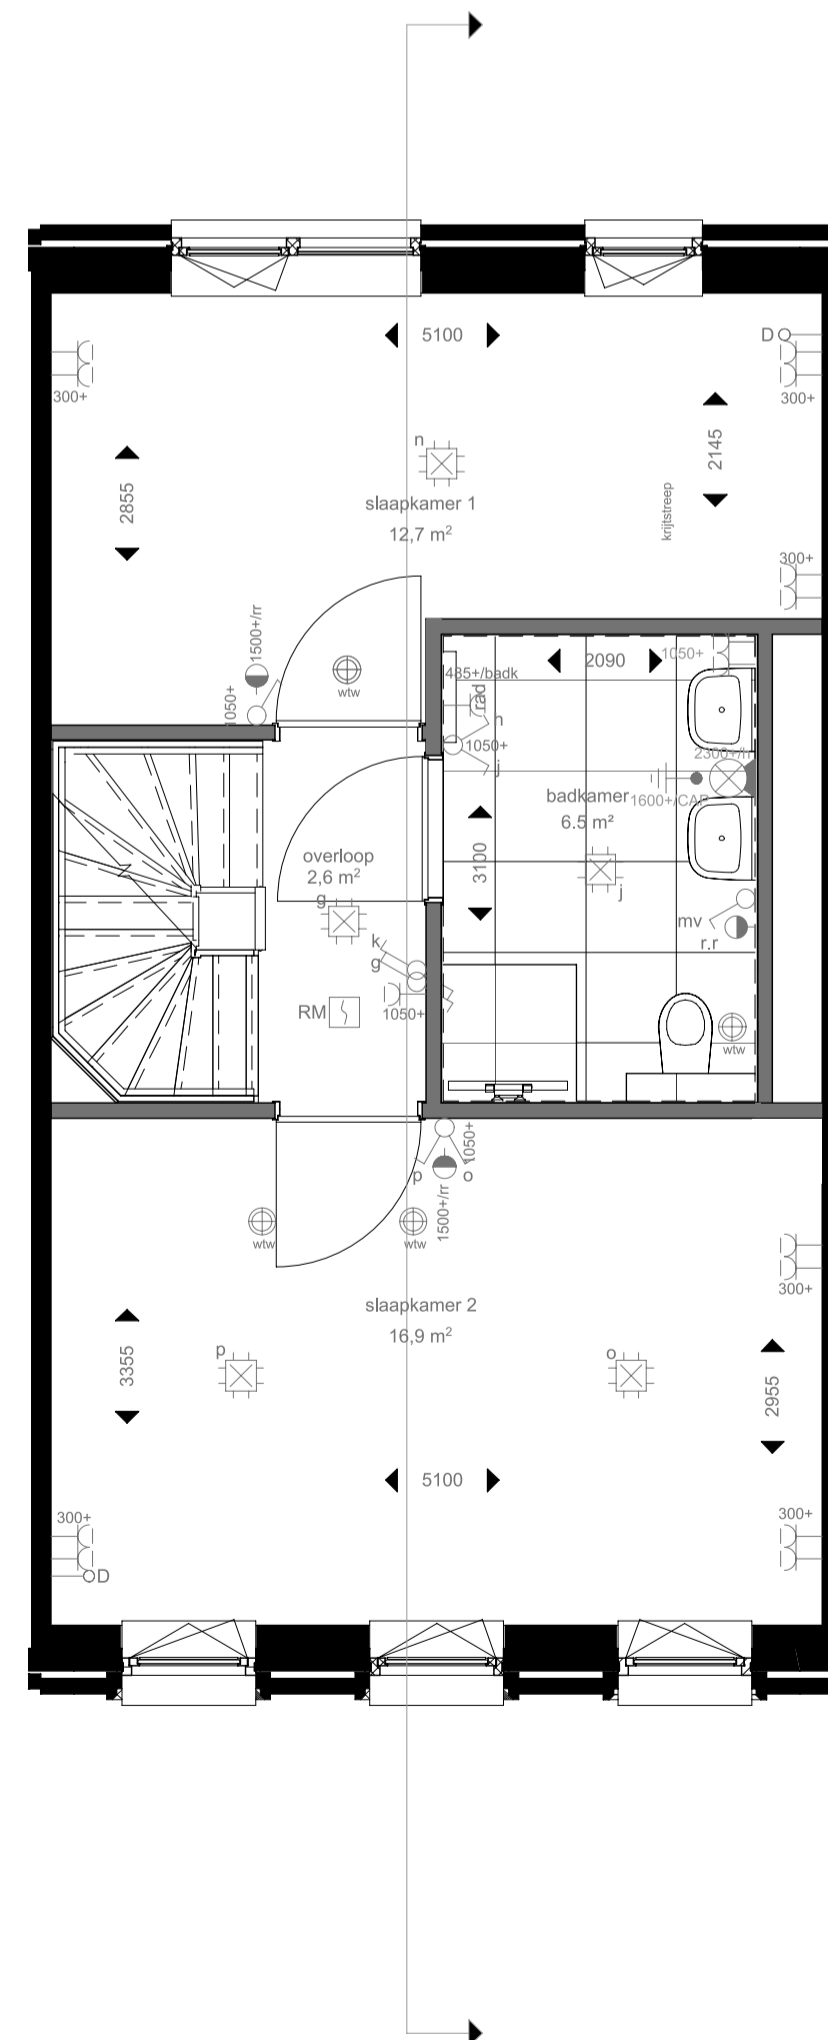 5100
D
300+
300+
2145
n
2855
slaapkamer 1
12,7 m²
krijtstreep
300+
1500+/rr
1050+
wtw
2090
1050+
485+/badk
rad
h
1050+
j
2300+/h
1600+/CAP
badkamer
6.5 m²
3100
j
overloop
2,6 m²
g
mv
r.r
k
g
RM
1050+
wtw
1050+
p
o
1500+/rr
wtw
wtw
300+
slaapkamer 2
16,9 m²
3355
p
o
2955
5100
300+
D
300+